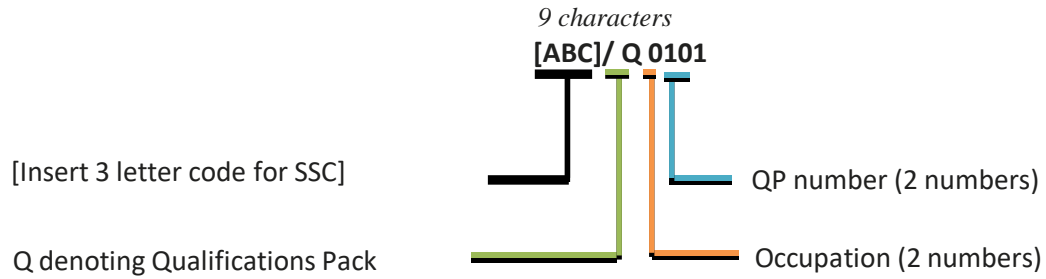 9 characters
[ABC]/ Q 0101
[Insert 3 letter code for SSC]
QP number (2 numbers)
Q denoting Qualifications Pack
Occupation (2 numbers)